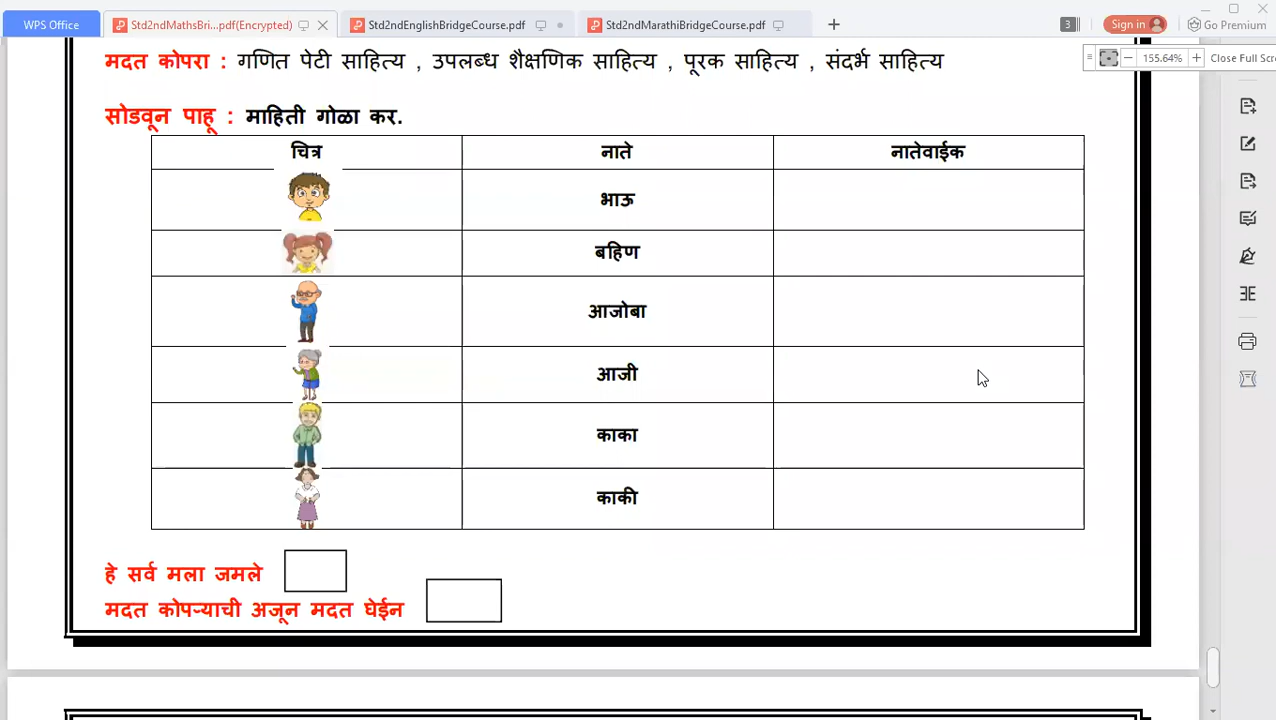 WPS Office
Std2ndMathsBri...pdf(Encrypted)
Std2ndEnglishBridgeCourse.pdf
Std2ndMarathiBridgeCourse.pdf
3
Sign in
Go Premium
155.64%
Close Full Scre
मदत कोपरा : गणित पेटी साहित्य , उपलब्ध शैक्षणिक साहित्य , पूरक साहित्य , संदर्भ साहित्य
सोडवून पाहू : माहिती गोळा कर.
चित्र नाते नातेवाईक
भाऊ
बहिण
आजोबा
आजी
काका
काकी
हे सर्व मला जमले
मदत कोपऱ्याची अजून मदत घेईन